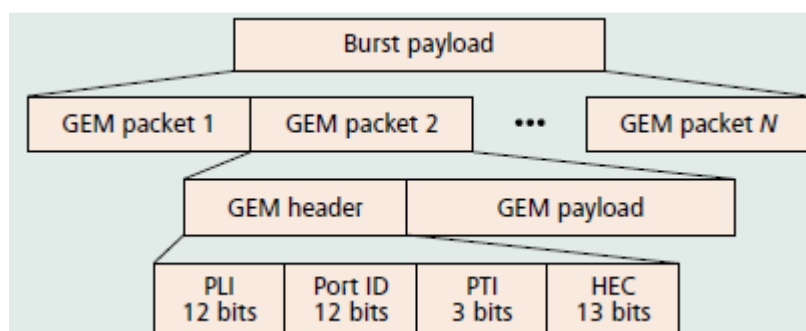 Burst payload
GEM packet 1 GEM packet 2 ••• GEM packet N
GEM header GEM payload
PLI Port ID PTI HEC
12 bits 12 bits 3 bits 13 bits